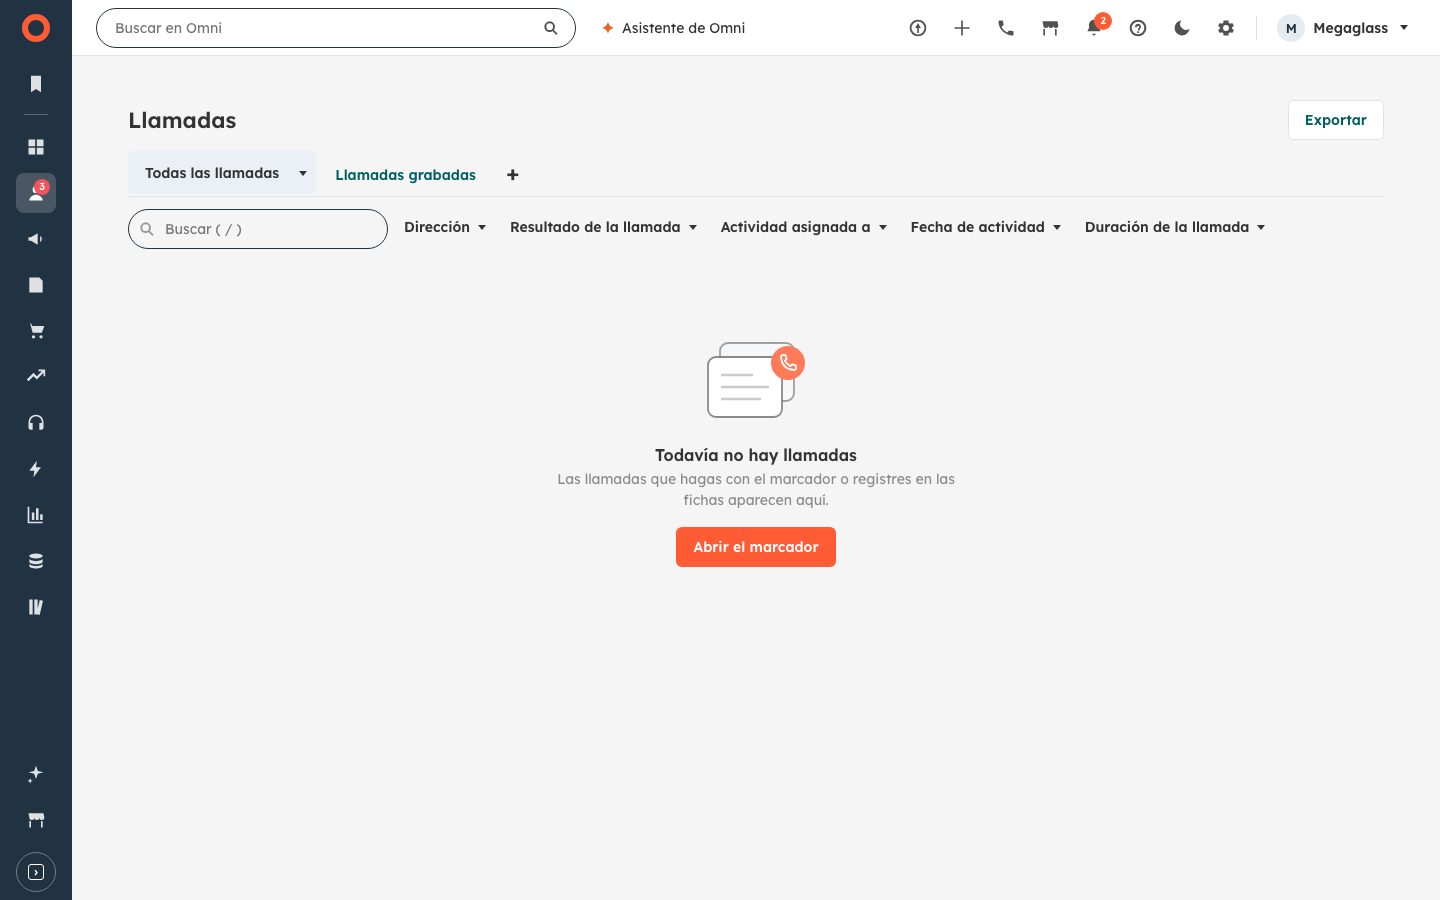 Buscar en Omni
Asistente de Omni
2
M
Megaglass
3
Llamadas
Exportar
Todas las llamadas
Llamadas grabadas
Buscar ( / )
Dirección
Resultado de la llamada
Actividad asignada a
Fecha de actividad
Duración de la llamada
Todavía no hay llamadas
Las llamadas que hagas con el marcador o registres en las
fichas aparecen aquí.
Abrir el marcador